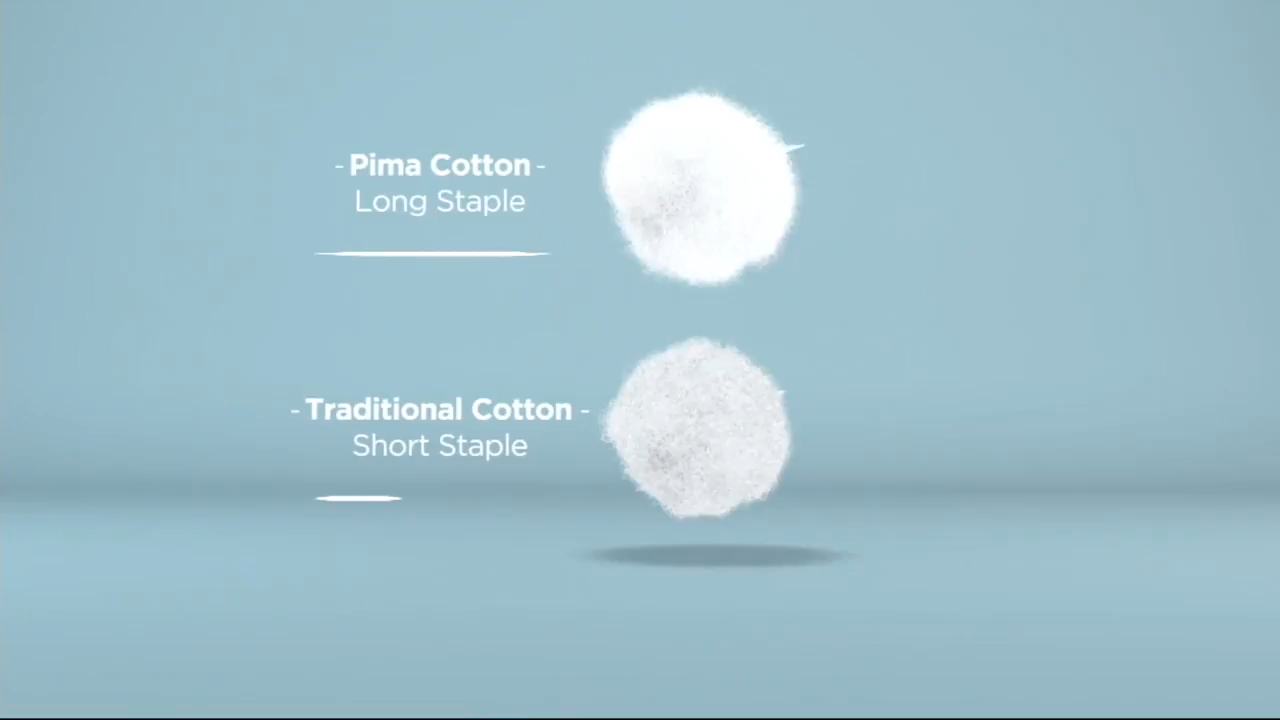 - Pima Cotton -
Long Staple
- Traditional Cotton -
Short Staple